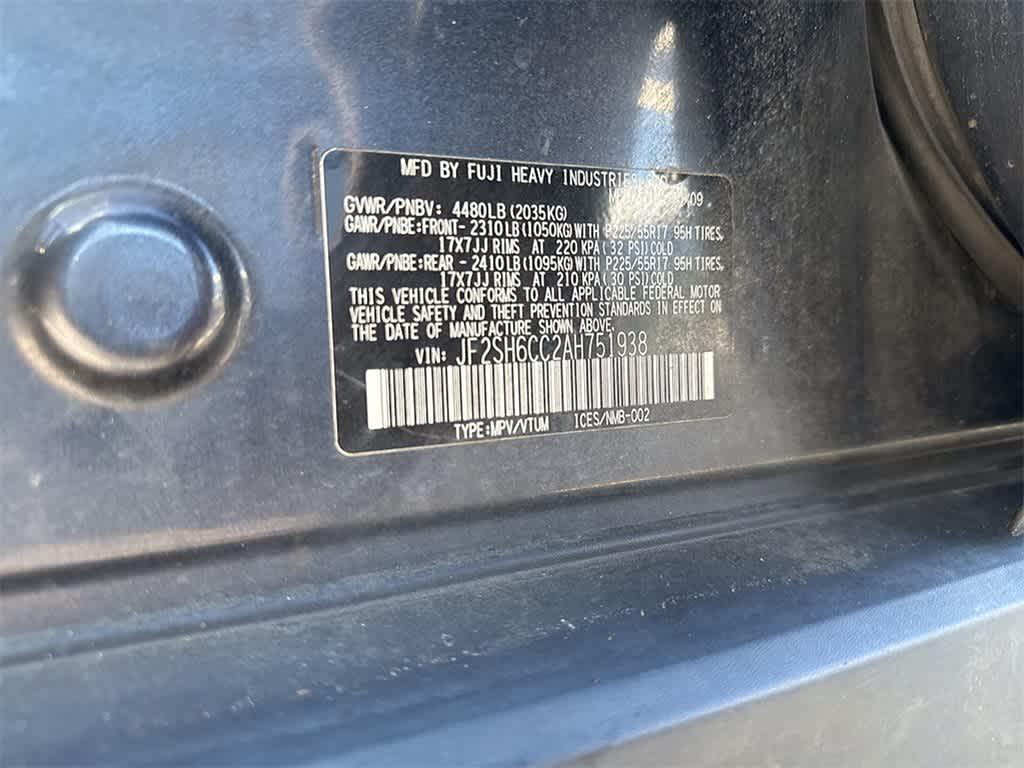 MFD BY FUJI HEAVY INDUSTRIES
09
GVWR/PNBV: 4480LB(2035KG)
GAWR/PNBE:FRONT- 2310LB(1050KG)WITH P225/55R17 95H TIRES,
17X7JJ RIMS AT 220 KPA(32 PSI)COLD
GAWR/PNBE:REAR - 2410LB(1095KG)WITH P225/55R17 95H TIRES,
17X7JJ RIMS AT 210 KPA(30 PSI)COLD
THIS VEHICLE CONFORMS TO ALL APPLICABLE FEDERAL MOTOR
VEHICLE SAFETY AND THEFT PREVENTION STANDARDS IN EFFECT ON
THE DATE OF MANUFACTURE SHOWN ABOVE.
VIN: JF2SH6CC2AH751938
TYPE:MPV/VTUM ICES/NMB-002